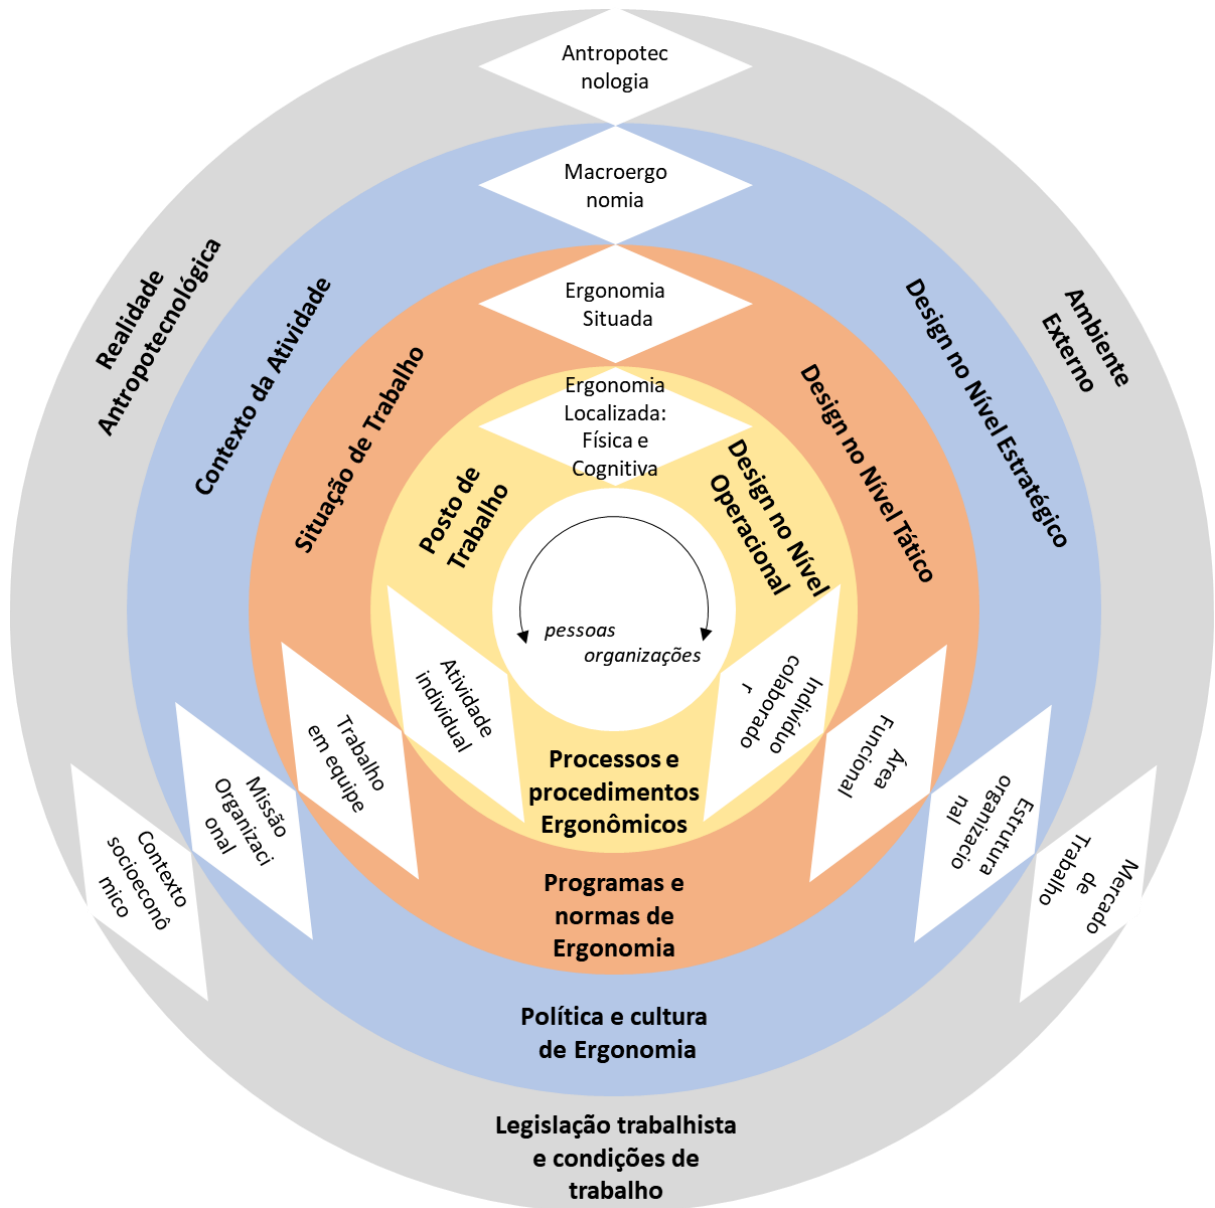 Antropotec
nologia
Macroergo
nomia
Ergonomia
Situada
Ergonomia
Localizada:
Física e
Cognitiva
Realidade
Antropotecnológica
Contexto da Atividade
Situação de Trabalho
Posto de
Trabalho
Design no Nível
Operacional
Design no Nível Tático
Design no Nível Estratégico
Ambiente
Externo
pessoas
organizações
Atividade
individual
Trabalho
em equipe
Missão
Organizaci
onal
Contexto
socioeconô
mico
Indivíduo
colaborado
r
Área
Funcional
Estrutura
organizacio
nal
Mercado
de
Trabalho
Processos e
procedimentos
Ergonômicos
Programas e
normas de
Ergonomia
Política e cultura
de Ergonomia
Legislação trabalhista
e condições de
trabalho